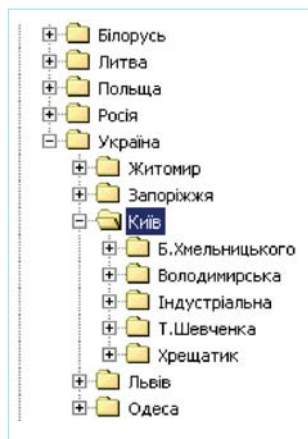 Білорусь
Литва
Польща
Росія
Україна
Житомир
Запоріжжя
Київ
Б.Хмельницького
Володимирська
Індустріальна
Т.Шевченка
Хрещатик
Львів
Одеса